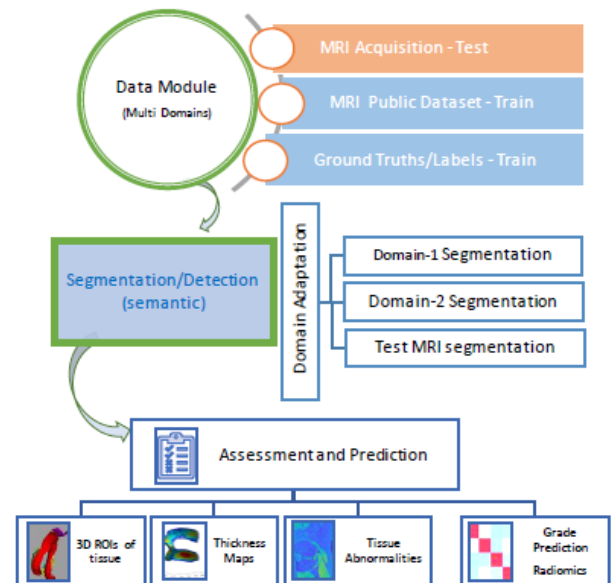 Data Module
(Multi Domains)
MRI Acquisition - Test
MRI Public Dataset - Train
Ground Truths/Labels - Train
Segmentation/Detection
(semantic)
Domain Adaptation
Domain-1 Segmentation
Domain-2 Segmentation
Test MRI segmentation
Assessment and Prediction
3D ROIs of
tissue
Thickness
Maps
Tissue
Abnormalities
Grade
Prediction
Radiomics